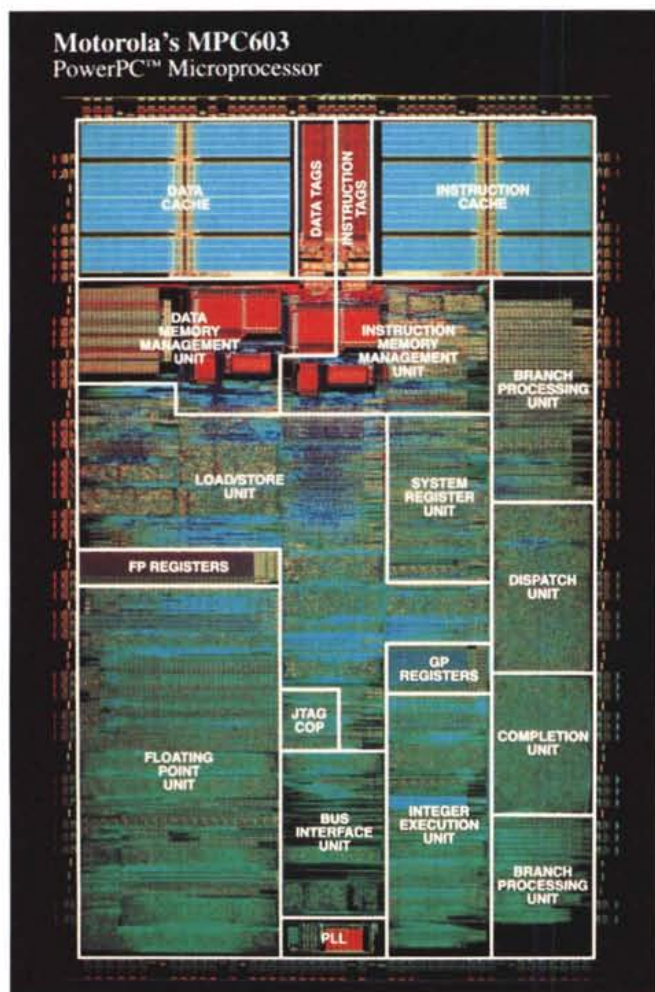 Motorola's MPC603
PowerPC™ Microprocessor
DATA
CACHE
DATA TAGS
INSTRUCTION
TAGS
INSTRUCTION
CACHE
DATA
MEMORY
MANAGEMENT
UNIT
INSTRUCTION
MEMORY
MANAGEMENT
UNIT
BRANCH
PROCESSING
UNIT
LOAD/STORE
UNIT
SYSTEM
REGISTER
UNIT
FP REGISTERS
DISPATCH
UNIT
GP
REGISTERS
JTAG
COP
FLOATING
POINT
UNIT
COMPLETION
UNIT
BUS
INTERFACE
UNIT
INTEGER
EXECUTION
UNIT
BRANCH
PROCESSING
UNIT
PLL